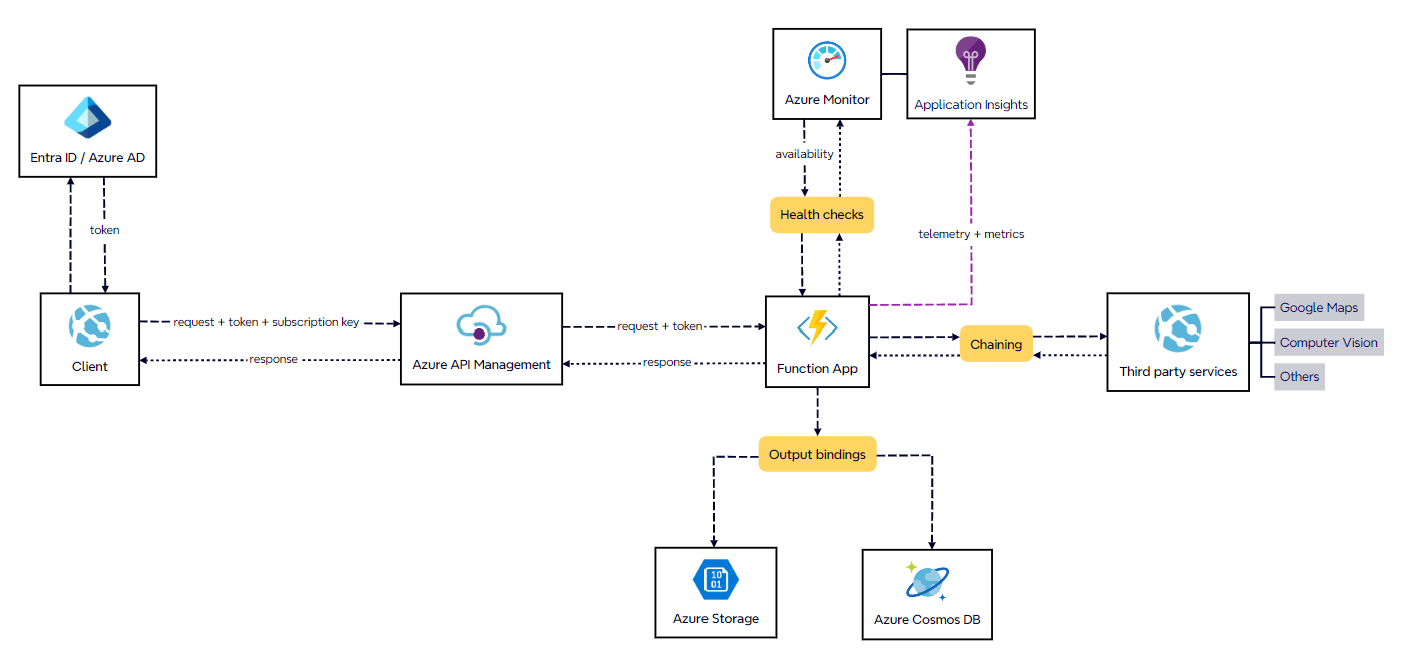 Azure Monitor
Application Insights
Entra ID / Azure AD
availability
token
Health checks
telemetry + metrics
request + token + subscription key
response
Client
Azure API Management
request + token
response
Function App
Chaining
Third party services
Google Maps
Computer Vision
Others
Output bindings
10
01
Azure Storage
Azure Cosmos DB